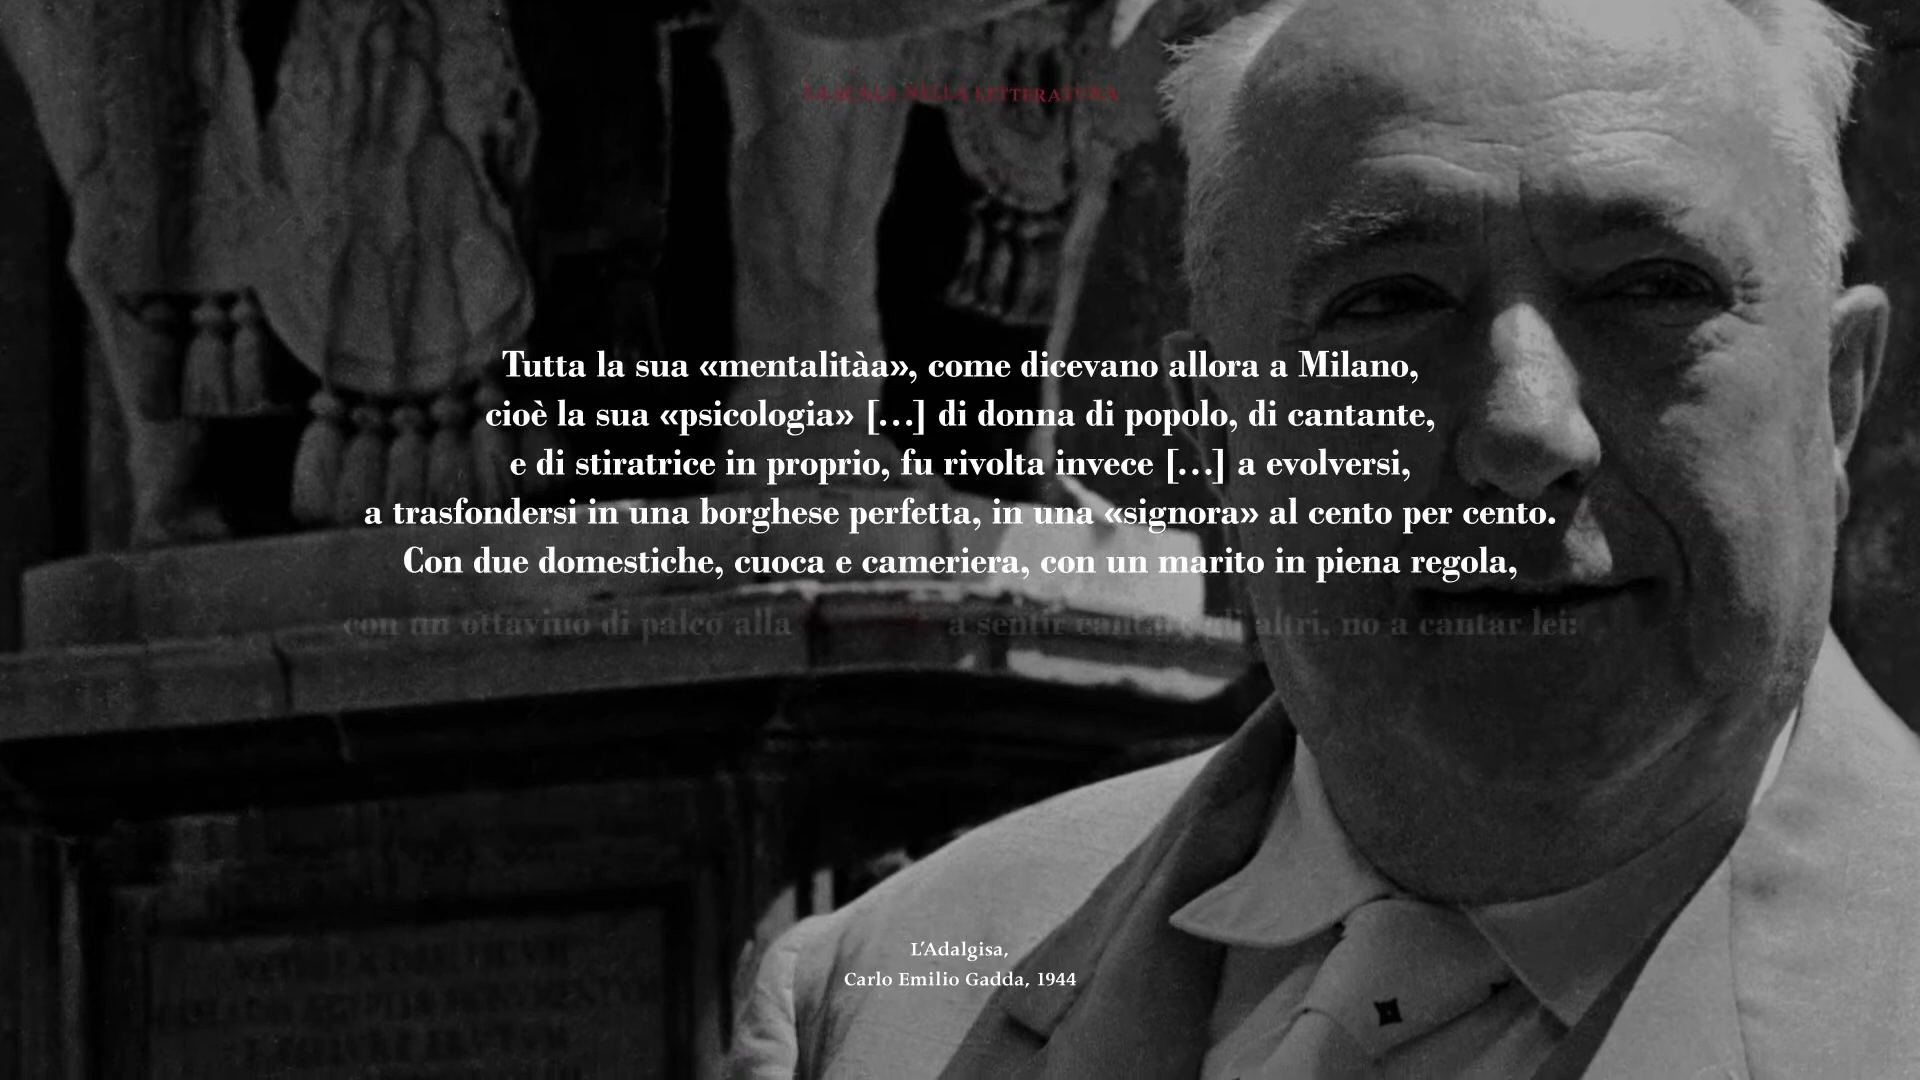 LA SCALA NELLA LETTERATURA
Tutta la sua «mentalitàa», come dicevano allora a Milano,
cioè la sua «psicologia» […] di donna di popolo, di cantante,
e di stiratrice in proprio, fu rivolta invece […] a evolversi,
a trasfondersi in una borghese perfetta, in una «signora» al cento per cento.
Con due domestiche, cuoca e cameriera, con un marito in piena regola,
con un ottavino di palco alla a sentir cantare gli altri, no a cantar lei:
L’Adalgisa,
Carlo Emilio Gadda, 1944